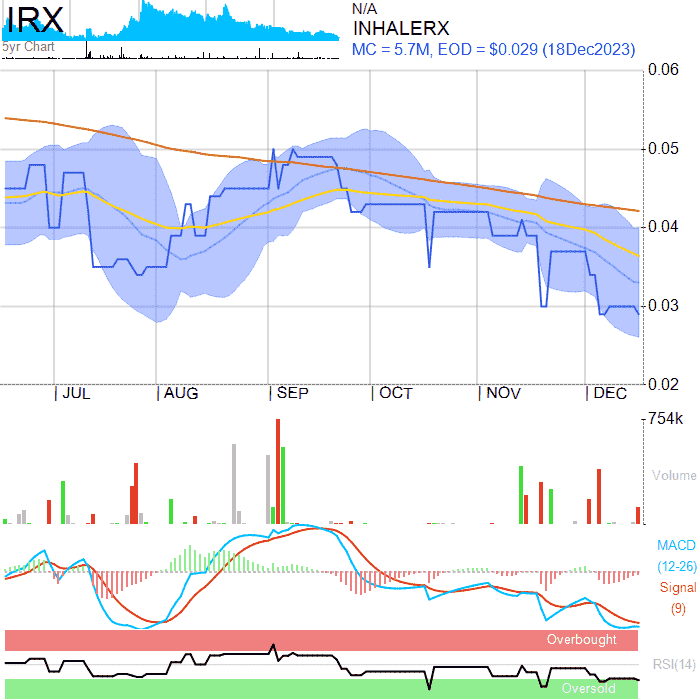 IRX
5yr Chart
N/A
INHALERX
MC = 5.7M, EOD = $0.029 (18Dec2023)
0.06
0.05
0.04
0.03
0.02
JUL AUG SEP OCT NOV DEC
754k
Volume
MACD
(12-26)
Signal
(9)
Overbought
RSI(14)
Oversold